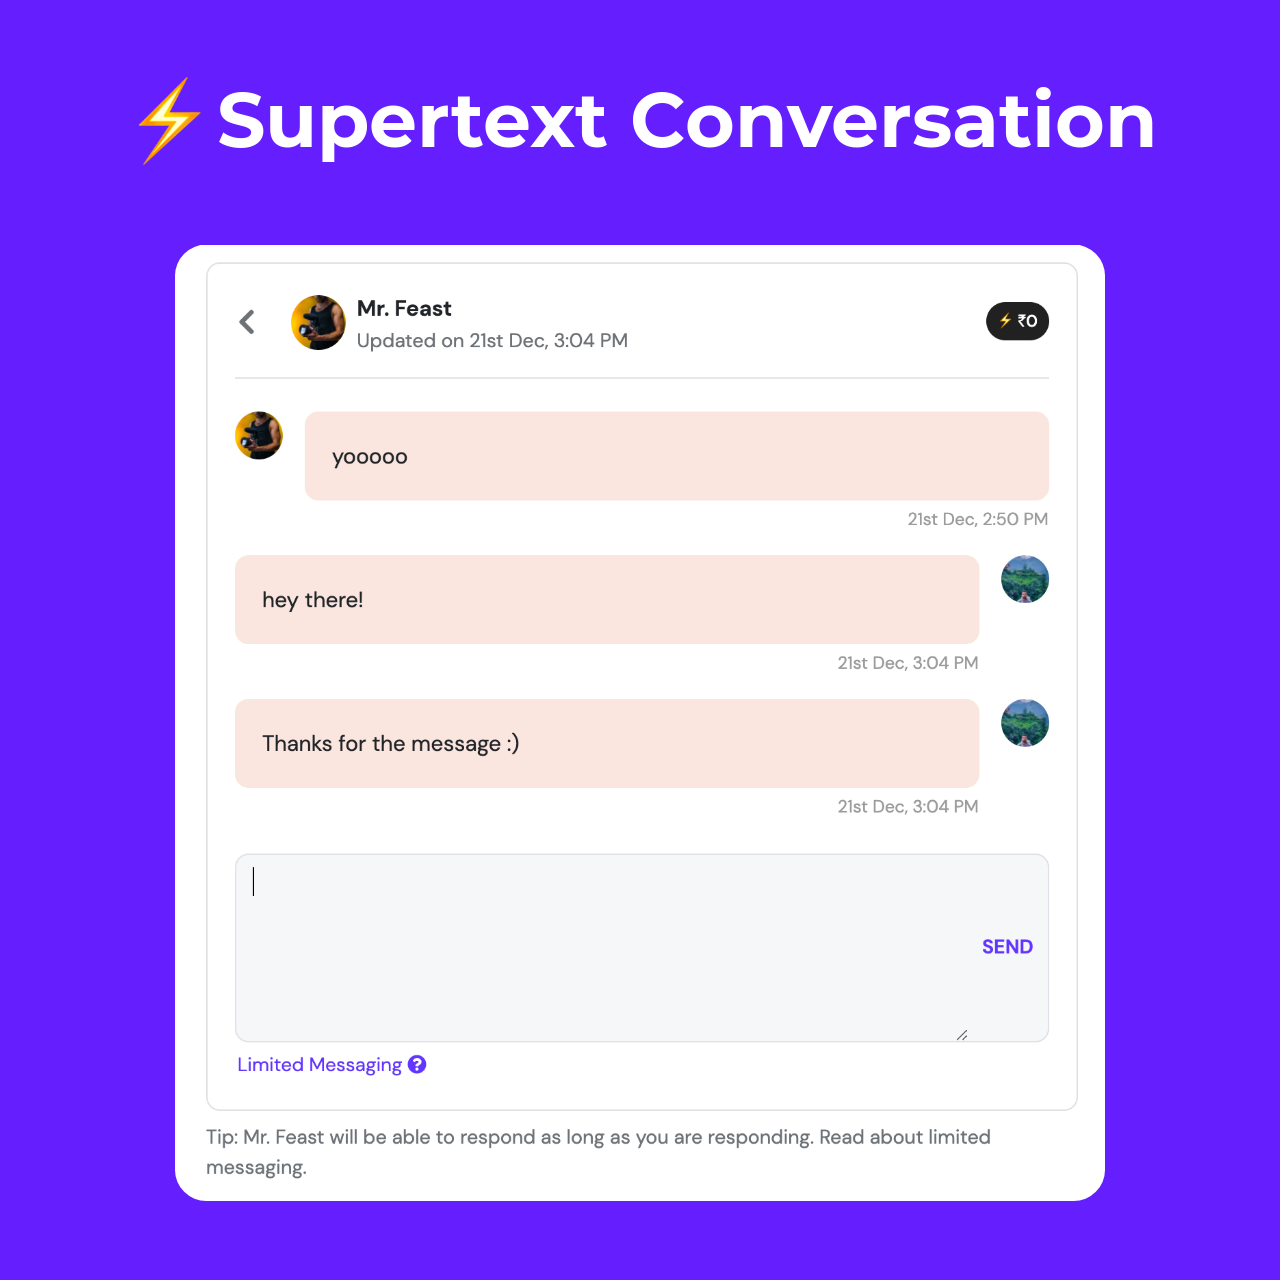 ⚡Supertext Conversation
Mr. Feast
Updated on 21st Dec, 3:04 PM
⚡ ₹0
yooooo
21st Dec, 2:50 PM
hey there!
21st Dec, 3:04 PM
Thanks for the message :)
21st Dec, 3:04 PM
SEND
Limited Messaging ?
Tip: Mr. Feast will be able to respond as long as you are responding. Read about limited
messaging.